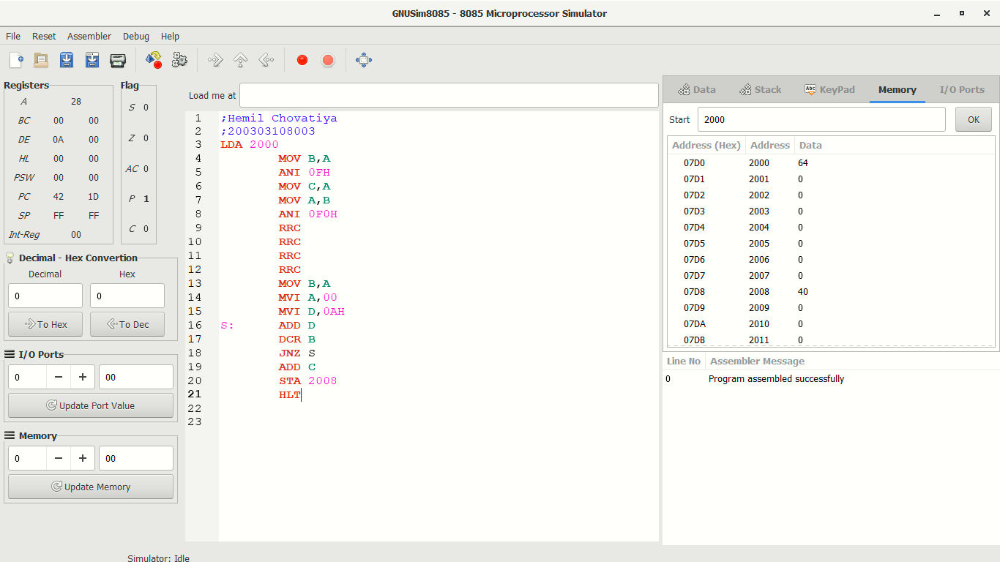 GNUSim8085 - 8085 Microprocessor Simulator
File Reset Assembler Debug Help
Registers
A 28
BC 00 00
DE 0A 00
HL 00 00
PSW 00 00
PC 42 1D
SP FF FF
Int-Reg 00
Flag
S 0
Z 0
AC 0
P 1
C 0
Decimal - Hex Convertion
Decimal Hex
0 0
To Hex To Dec
I/O Ports
0 − + 00
Update Port Value
Memory
0 − + 00
Update Memory
Load me at
1 ;Hemil Chovatiya
2 ;200303108003
3 LDA 2000
4 MOV B,A
5 ANI 0FH
6 MOV C,A
7 MOV A,B
8 ANI 0F0H
9 RRC
10 RRC
11 RRC
12 RRC
13 MOV B,A
14 MVI A,00
15 MVI D,0AH
16 S: ADD D
17 DCR B
18 JNZ S
19 ADD C
20 STA 2008
21 HLT
22
23
Data Stack Abc KeyPad Memory I/O Ports
Start 2000 OK
Address (Hex) Address Data
07D0 2000 64
07D1 2001 0
07D2 2002 0
07D3 2003 0
07D4 2004 0
07D5 2005 0
07D6 2006 0
07D7 2007 0
07D8 2008 40
07D9 2009 0
07DA 2010 0
07DB 2011 0
Line No Assembler Message
0 Program assembled successfully
Simulator: Idle